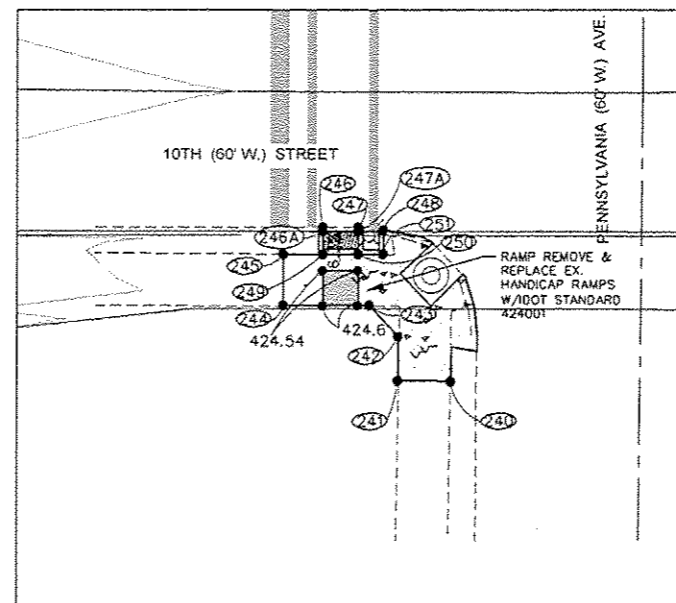 PENNSYLVANIA (60' W.) AVE.
10TH (60' W.) STREET
246
247
247A
248
251
250
246A
245
249
244
424.54
424.6
243
242
241
240
RAMP REMOVE &
REPLACE EX.
HANDICAP RAMPS
W/IDOT STANDARD
424001